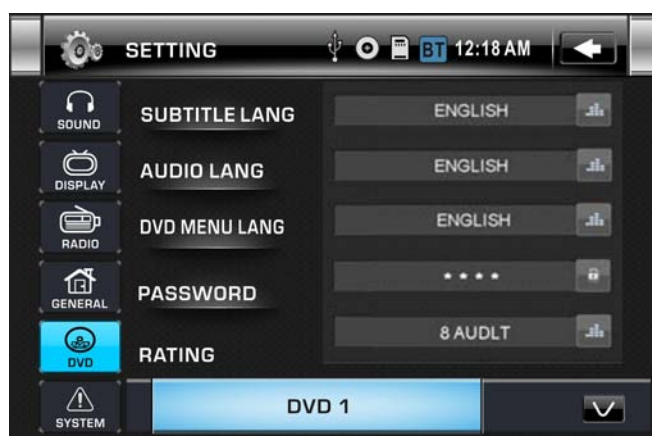 SETTING BT 12:18 AM
SOUND
SUBTITLE LANG ENGLISH
DISPLAY
AUDIO LANG ENGLISH
RADIO
DVD MENU LANG ENGLISH
GENERAL
PASSWORD ****
DVD
RATING 8 AUDLT
SYSTEM
DVD 1